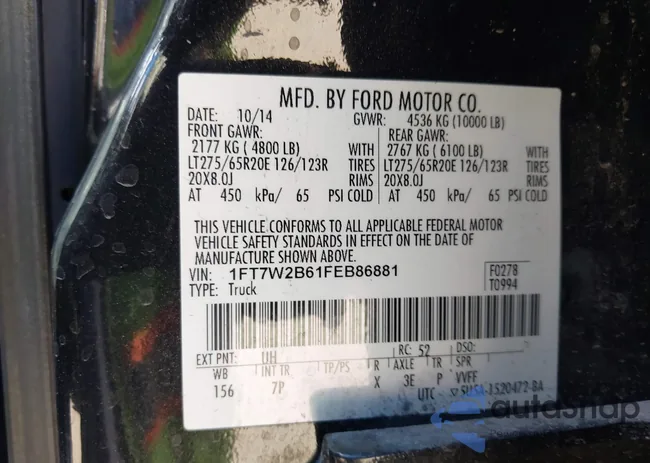 MFD. BY FORD MOTOR CO.
DATE: 10/14 GVWR: 4536 KG (10000 LB)
FRONT GAWR: REAR GAWR:
2177 KG ( 4800 LB) WITH 2767 KG ( 6100 LB) WITH
LT275/65R20E 126/123R TIRES LT275/65R20E 126/123R TIRES
20X8.0J RIMS 20X8.0J RIMS
AT 450 kPa/ 65 PSI COLD AT 450 kPa/ 65 PSI COLD
THIS VEHICLE CONFORMS TO ALL APPLICABLE FEDERAL MOTOR
VEHICLE SAFETY STANDARDS IN EFFECT ON THE DATE OF
MANUFACTURE SHOWN ABOVE.
VIN: 1FT7W2B61FEB86881 F0278
TYPE: Truck T0994
EXT PNT: UH RC: 52 DSO:
WB INT TR TP/PS R AXLE TR SPR
156 7P X 3E P VVFF
UTC
autosnap